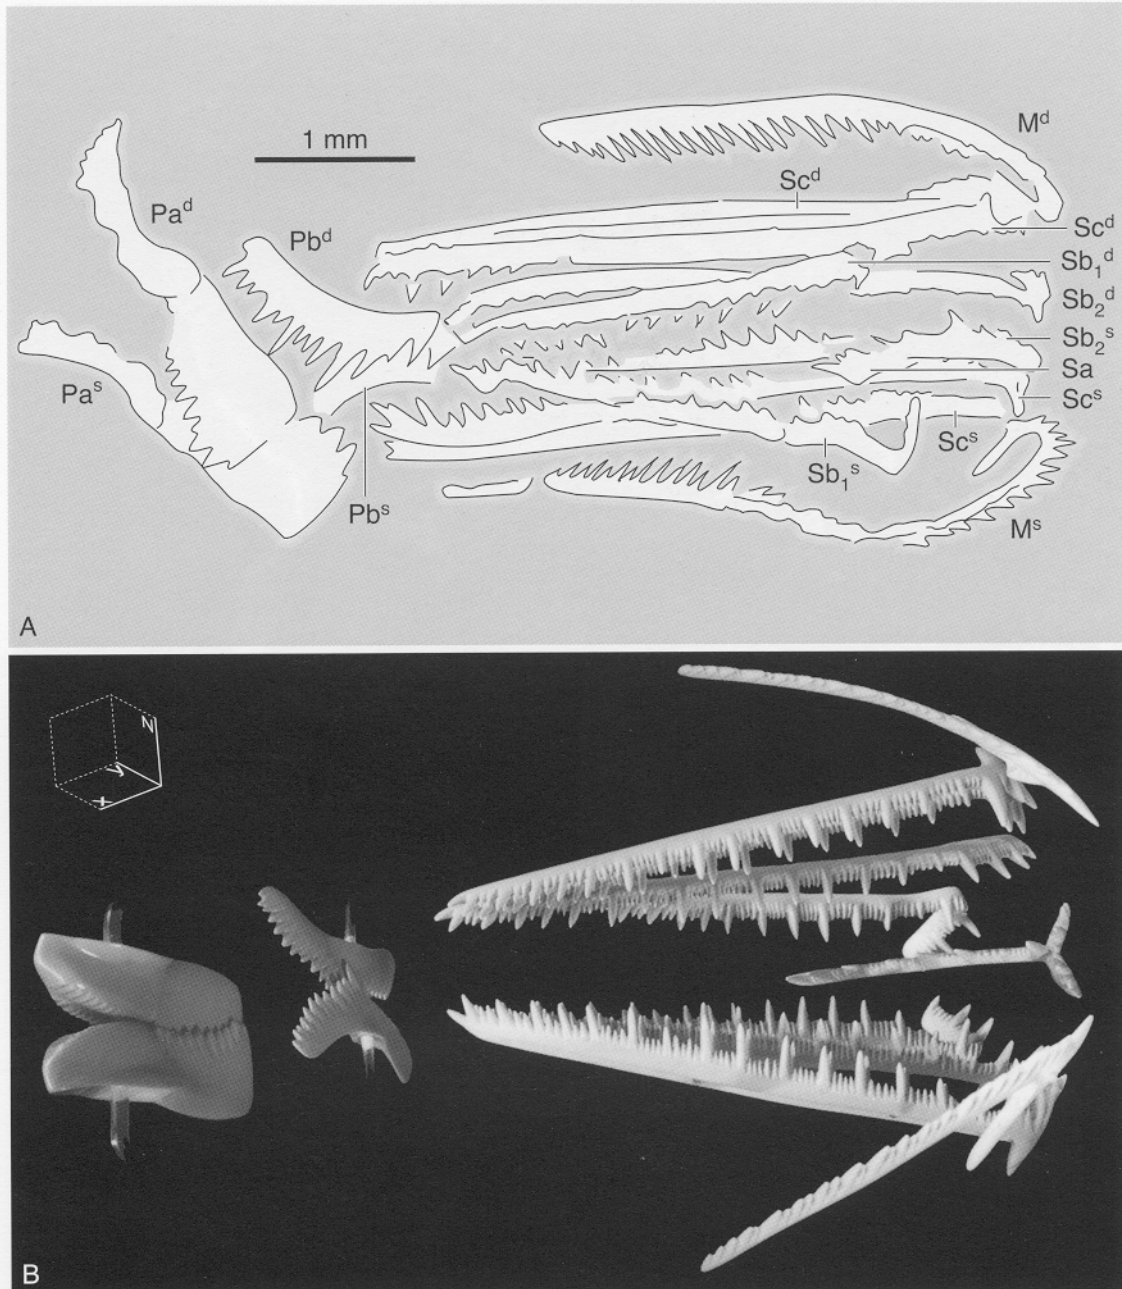 1 mm
M^d
Sc^d
Pa^d
Pb^d
Sc^d
Sb_1^d
Sb_2^d
Sb_2^s
Sa
Pa^s
Sc^s
Sc^s
Sb_1^s
Pb^s
M^s
A
N
y
x
B